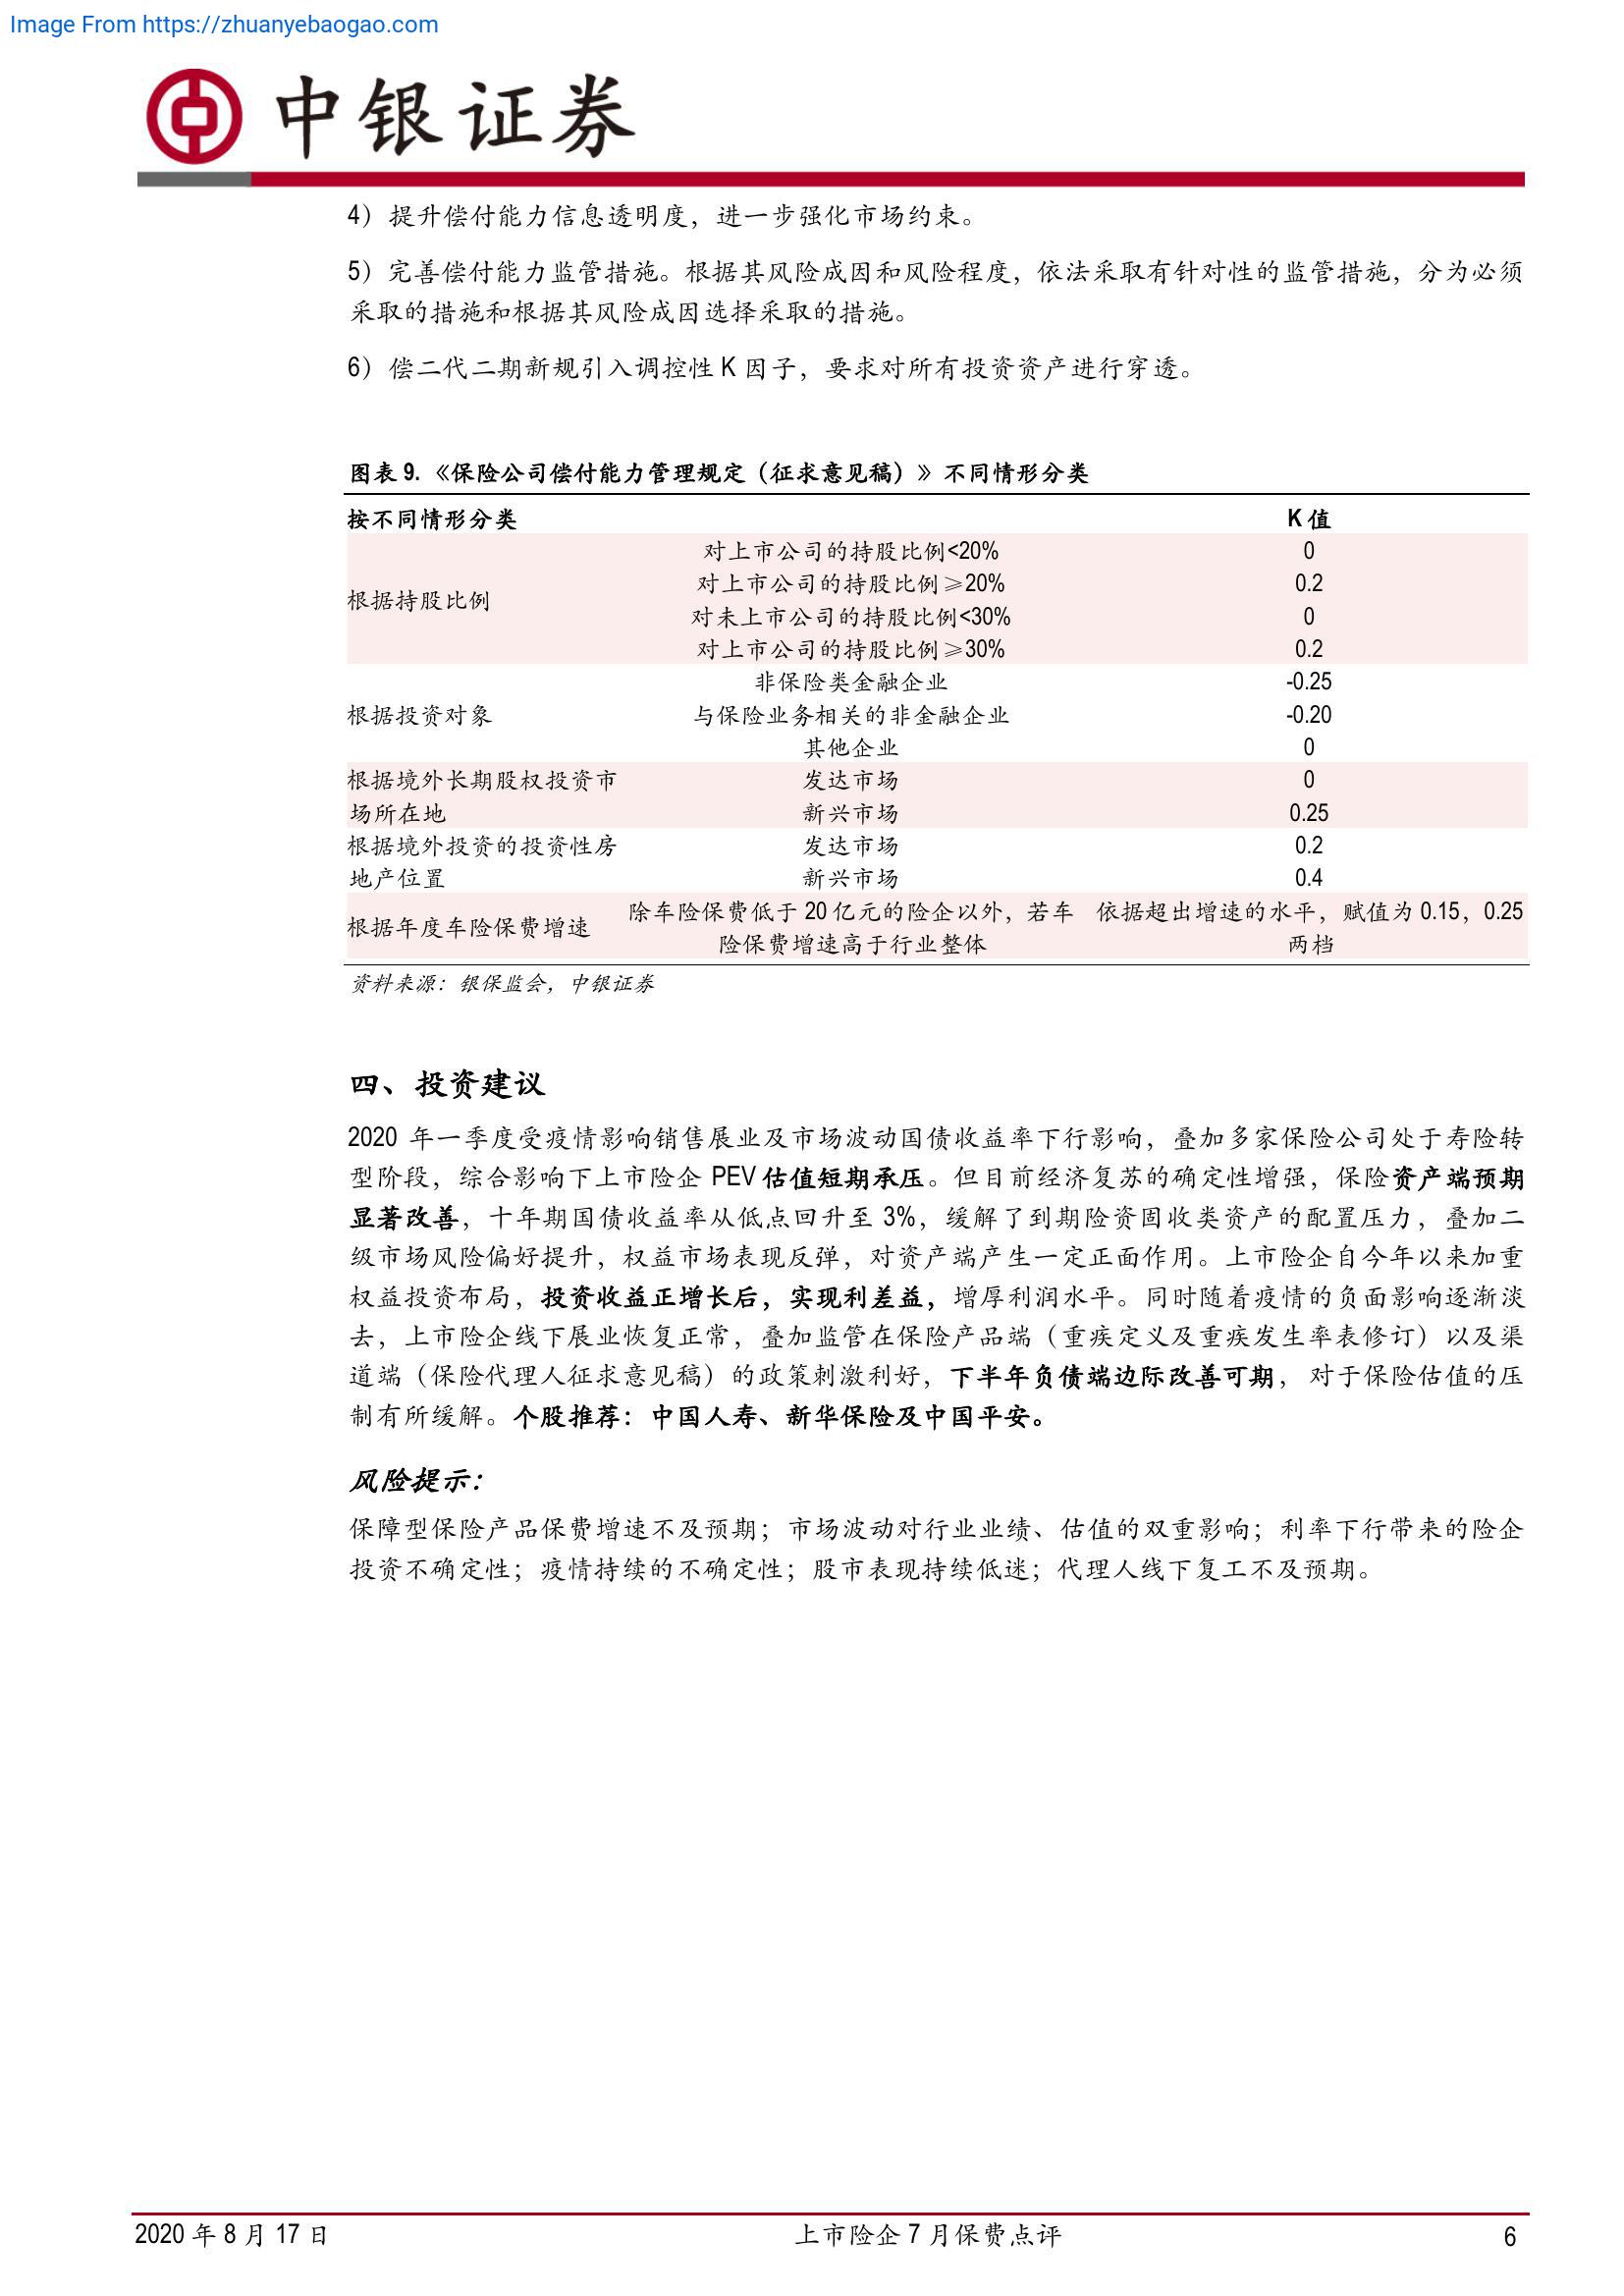 Image From https://zhuanyebaogao.com
中银证券
4）提升偿付能力信息透明度，进一步强化市场约束。
5）完善偿付能力监管措施。根据其风险成因和风险程度，依法采取有针对性的监管措施，分为必须
采取的措施和根据其风险成因选择采取的措施。
6）偿二代二期新规引入调控性 K 因子，要求对所有投资资产进行穿透。
图表 9.《保险公司偿付能力管理规定（征求意见稿）》不同情形分类
按不同情形分类 K 值
根据持股比例
对上市公司的持股比例<20% 0
对上市公司的持股比例≥20% 0.2
对未上市公司的持股比例<30% 0
对上市公司的持股比例≥30% 0.2
根据投资对象
非保险类金融企业 -0.25
与保险业务相关的非金融企业 -0.20
其他企业 0
根据境外长期股权投资市 发达市场 0
场所在地 新兴市场 0.25
根据境外投资的投资性房 发达市场 0.2
地产位置 新兴市场 0.4
根据年度车险保费增速
除车险保费低于 20 亿元的险企以外，若车 依据超出增速的水平，赋值为 0.15，0.25
险保费增速高于行业整体 两档
资料来源：银保监会，中银证券
四、投资建议
2020 年一季度受疫情影响销售展业及市场波动国债收益率下行影响，叠加多家保险公司处于寿险转
型阶段，综合影响下上市险企 PEV 估值短期承压。但目前经济复苏的确定性增强，保险资产端预期
显著改善，十年期国债收益率从低点回升至 3%，缓解了到期险资固收类资产的配置压力，叠加二
级市场风险偏好提升，权益市场表现反弹，对资产端产生一定正面作用。上市险企自今年以来加重
权益投资布局，投资收益正增长后，实现利差益，增厚利润水平。同时随着疫情的负面影响逐渐淡
去，上市险企线下展业恢复正常，叠加监管在保险产品端（重疾定义及重疾发生率表修订）以及渠
道端（保险代理人征求意见稿）的政策刺激利好，下半年负债端边际改善可期，对于保险估值的压
制有所缓解。个股推荐：中国人寿、新华保险及中国平安。
风险提示：
保障型保险产品保费增速不及预期；市场波动对行业业绩、估值的双重影响；利率下行带来的险企
投资不确定性；疫情持续的不确定性；股市表现持续低迷；代理人线下复工不及预期。
2020 年 8 月 17 日 上市险企 7 月保费点评 6